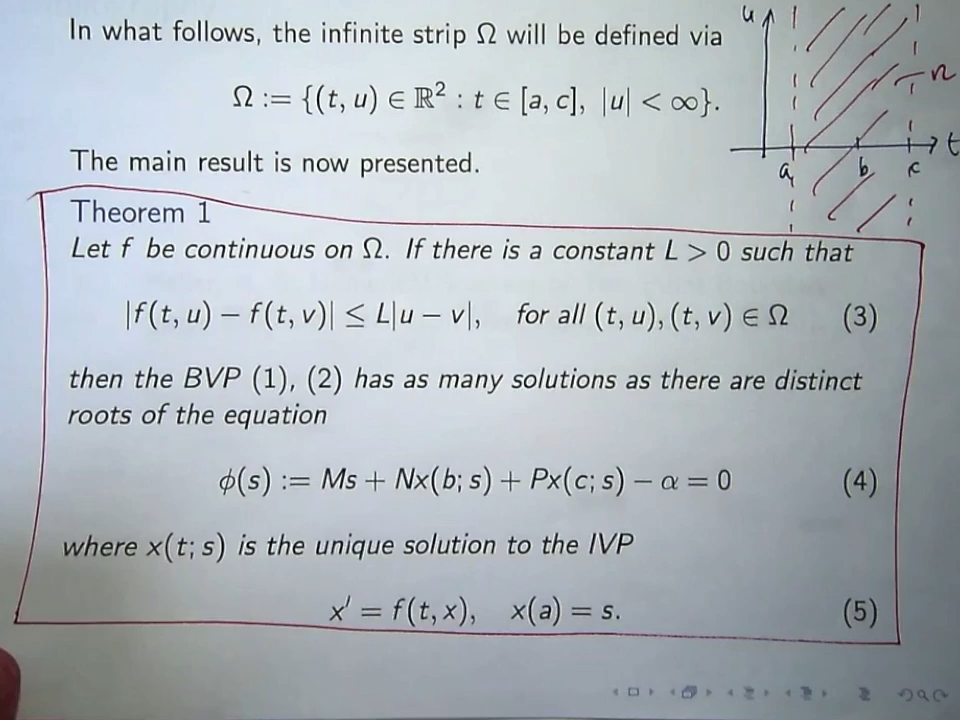 In what follows, the infinite strip Ω will be defined via
Ω := {(t, u) ∈ ℝ² : t ∈ [a, c], |u| < ∞}.
The main result is now presented.
u
Ω
t
a
b
c
Theorem 1
Let f be continuous on Ω. If there is a constant L > 0 such that
|f(t, u) − f(t, v)| ≤ L|u − v|, for all (t, u), (t, v) ∈ Ω (3)
then the BVP (1), (2) has as many solutions as there are distinct
roots of the equation
ϕ(s) := Ms + Nx(b; s) + Px(c; s) − α = 0 (4)
where x(t; s) is the unique solution to the IVP
x′ = f(t, x), x(a) = s. (5)